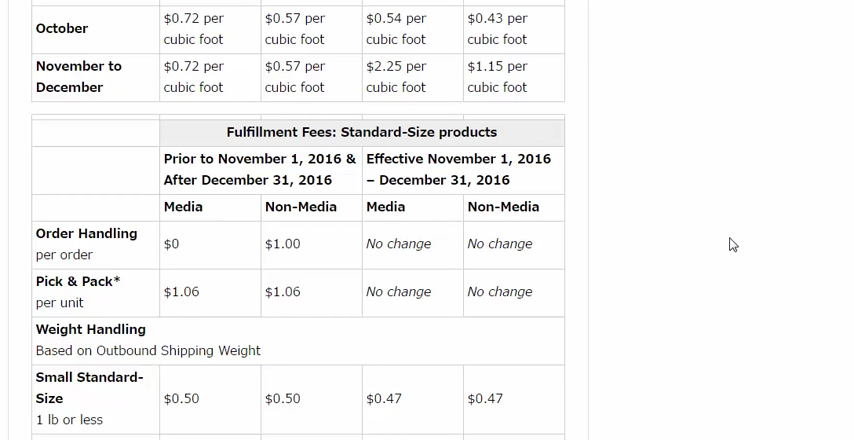 October $0.72 per cubic foot $0.57 per cubic foot $0.54 per cubic foot $0.43 per cubic foot
November to December $0.72 per cubic foot $0.57 per cubic foot $2.25 per cubic foot $1.15 per cubic foot
Fulfillment Fees: Standard-Size products
Prior to November 1, 2016 & After December 31, 2016 Effective November 1, 2016 – December 31, 2016
Media Non-Media Media Non-Media
Order Handling per order $0 $1.00 No change No change
Pick & Pack* per unit $1.06 $1.06 No change No change
Weight Handling
Based on Outbound Shipping Weight
Small Standard-Size 1 lb or less $0.50 $0.50 $0.47 $0.47